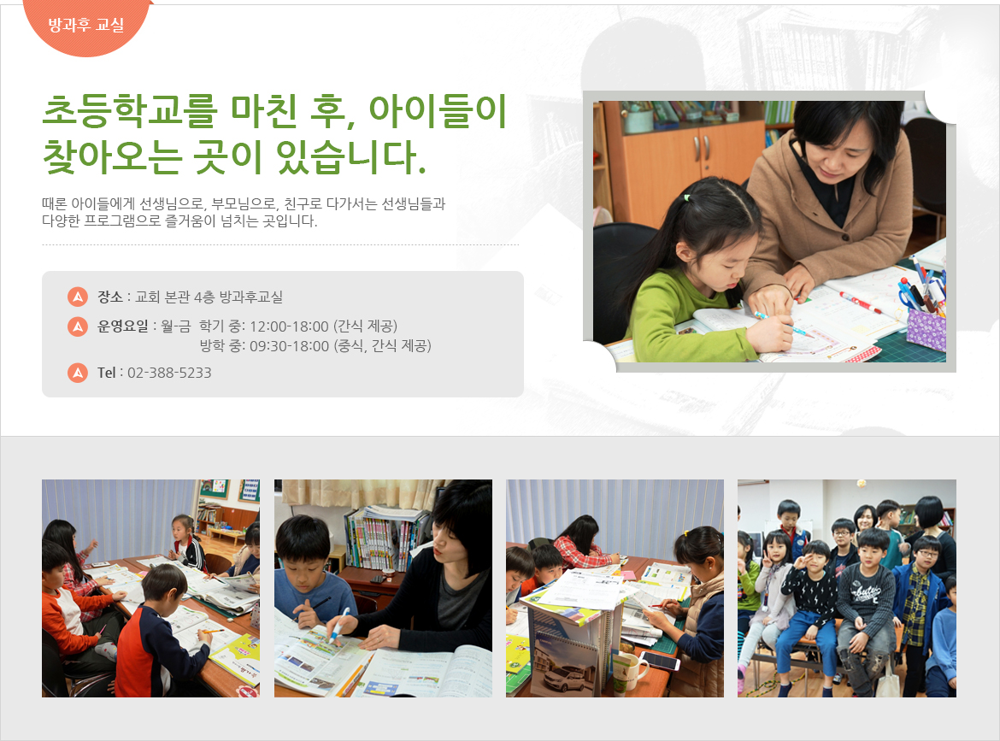 방과후 교실
초등학교를 마친 후, 아이들이
찾아오는 곳이 있습니다.
때론 아이들에게 선생님으로, 부모님으로, 친구로 다가서는 선생님들과
다양한 프로그램으로 즐거움이 넘치는 곳입니다.
장소 : 교회 본관 4층 방과후교실
운영요일 : 월-금 학기 중: 12:00-18:00 (간식 제공)
방학 중: 09:30-18:00 (중식, 간식 제공)
Tel : 02-388-5233